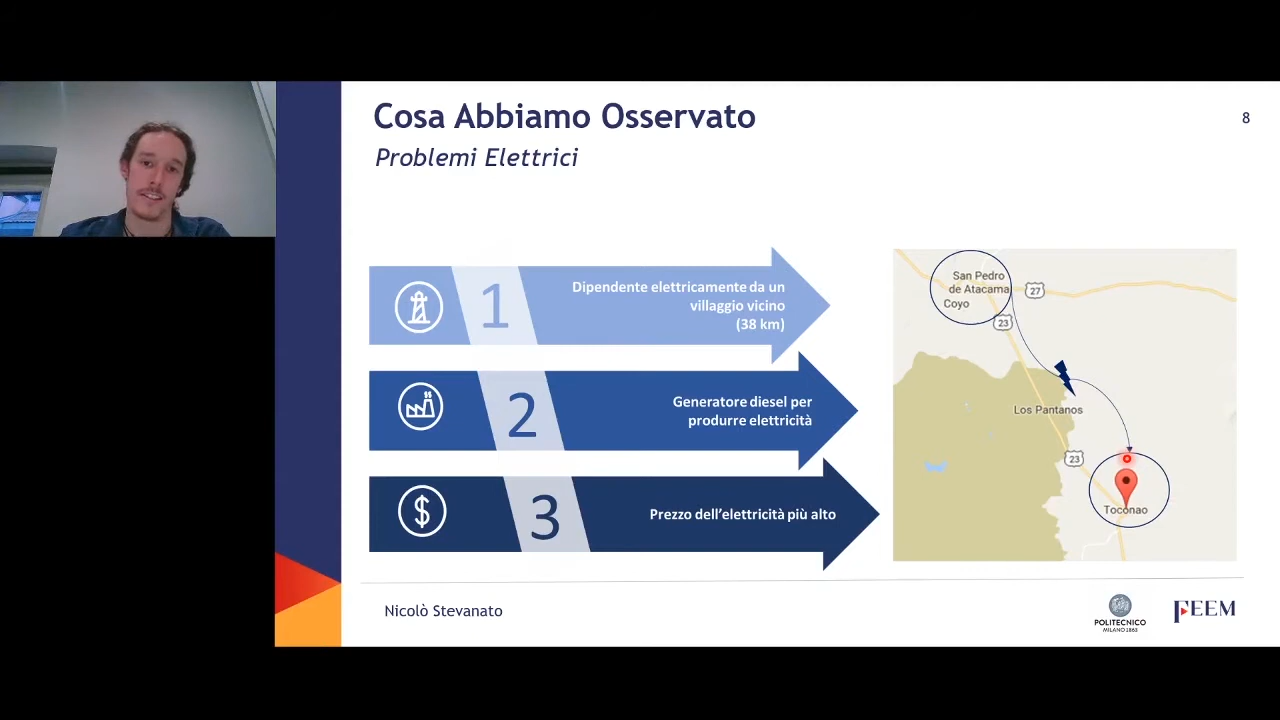 Cosa Abbiamo Osservato
8
Problemi Elettrici
1
Dipendente elettricamente da un
villaggio vicino
(38 km)
2
Generatore diesel per
produrre elettricità
$
3
Prezzo dell’elettricità più alto
San Pedro
de Atacama
Coyo
27
23
Los Pantanos
23
Toconao
Nicolò Stevanato
POLITECNICO
MILANO 1863
FEEM